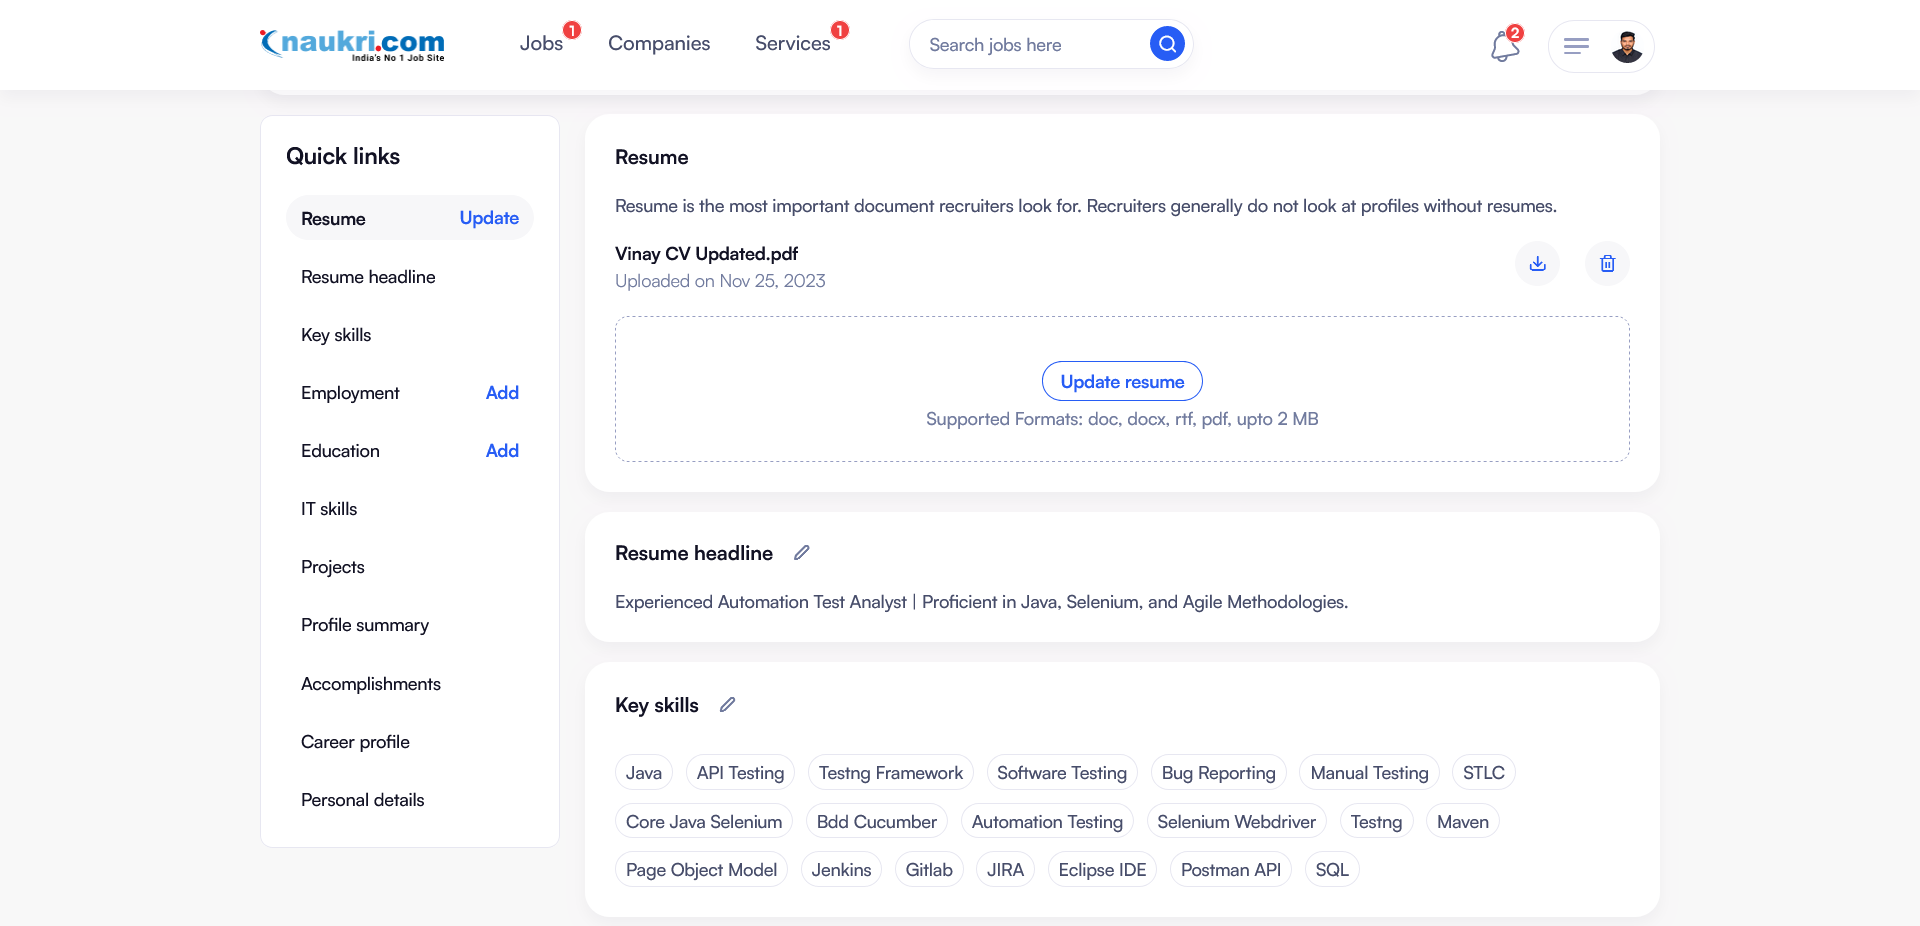 naukri.com
India's No 1 Job Site
Jobs 1
Companies
Services 1
Search jobs here
2
Quick links
Resume Update
Resume headline
Key skills
Employment Add
Education Add
IT skills
Projects
Profile summary
Accomplishments
Career profile
Personal details
Resume
Resume is the most important document recruiters look for. Recruiters generally do not look at profiles without resumes.
Vinay CV Updated.pdf
Uploaded on Nov 25, 2023
Update resume
Supported Formats: doc, docx, rtf, pdf, upto 2 MB
Resume headline
Experienced Automation Test Analyst | Proficient in Java, Selenium, and Agile Methodologies.
Key skills
Java API Testing Testng Framework Software Testing Bug Reporting Manual Testing STLC
Core Java Selenium Bdd Cucumber Automation Testing Selenium Webdriver Testng Maven
Page Object Model Jenkins Gitlab JIRA Eclipse IDE Postman API SQL